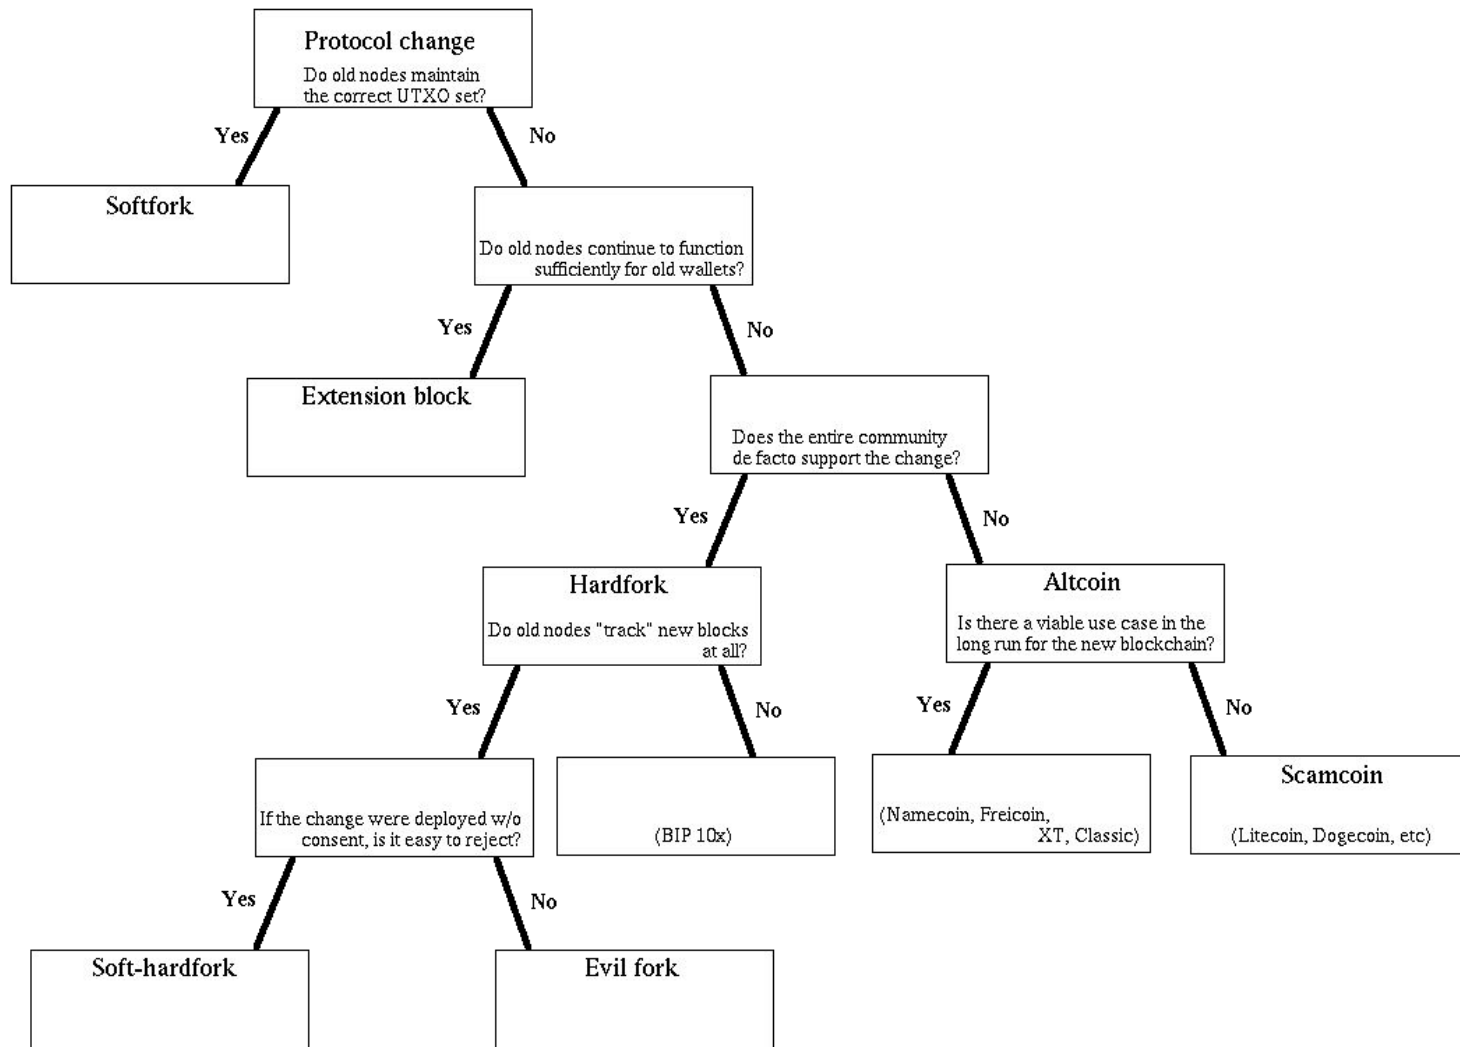 Protocol change
Do old nodes maintain
the correct UTXO set?
Yes
No
Softfork
Do old nodes continue to function
sufficiently for old wallets?
Yes
No
Extension block
Does the entire community
de facto support the change?
Yes
No
Hardfork
Do old nodes "track" new blocks
at all?
Altcoin
Is there a viable use case in the
long run for the new blockchain?
Yes
No
Yes
No
If the change were deployed w/o
consent, is it easy to reject?
(BIP 10x)
(Namecoin, Freicoin,
XT, Classic)
Scamcoin
(Litecoin, Dogecoin, etc)
Yes
No
Soft-hardfork
Evil fork